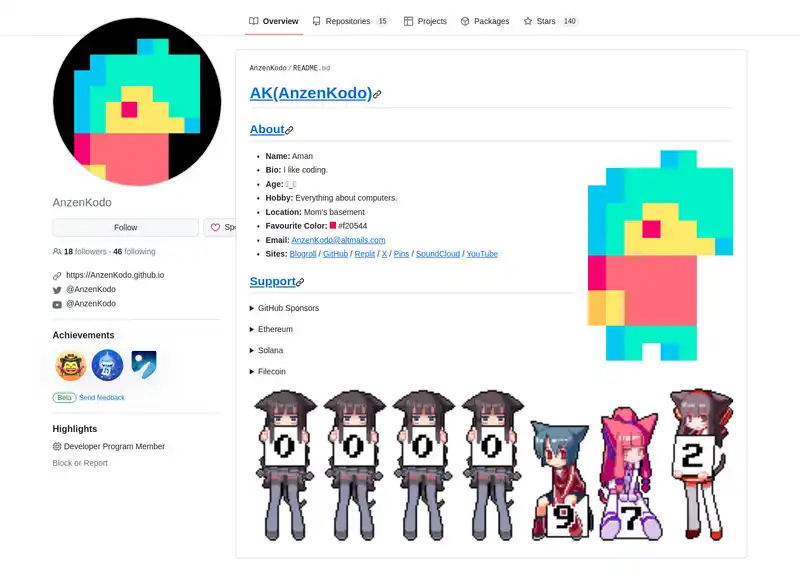 Overview
Repositories 15
Projects
Packages
Stars 140
AnzenKodo
Follow
18 followers · 46 following
https://AnzenKodo.github.io
@AnzenKodo
@AnzenKodo
Achievements
Beta Send feedback
Highlights
Developer Program Member
Block or Report
AnzenKodo / README.md
AK(AnzenKodo)
About
• Name: Aman
• Bio: I like coding.
• Age:
• Hobby: Everything about computers.
• Location: Mom's basement
• Favourite Color: #f20544
• Email: AnzenKodo@altmails.com
• Sites: Blogroll / GitHub / Replit / X / Pins / SoundCloud / YouTube
Support
GitHub Sponsors
Ethereum
Solana
Filecoin
0 0 0 0 9 7 2